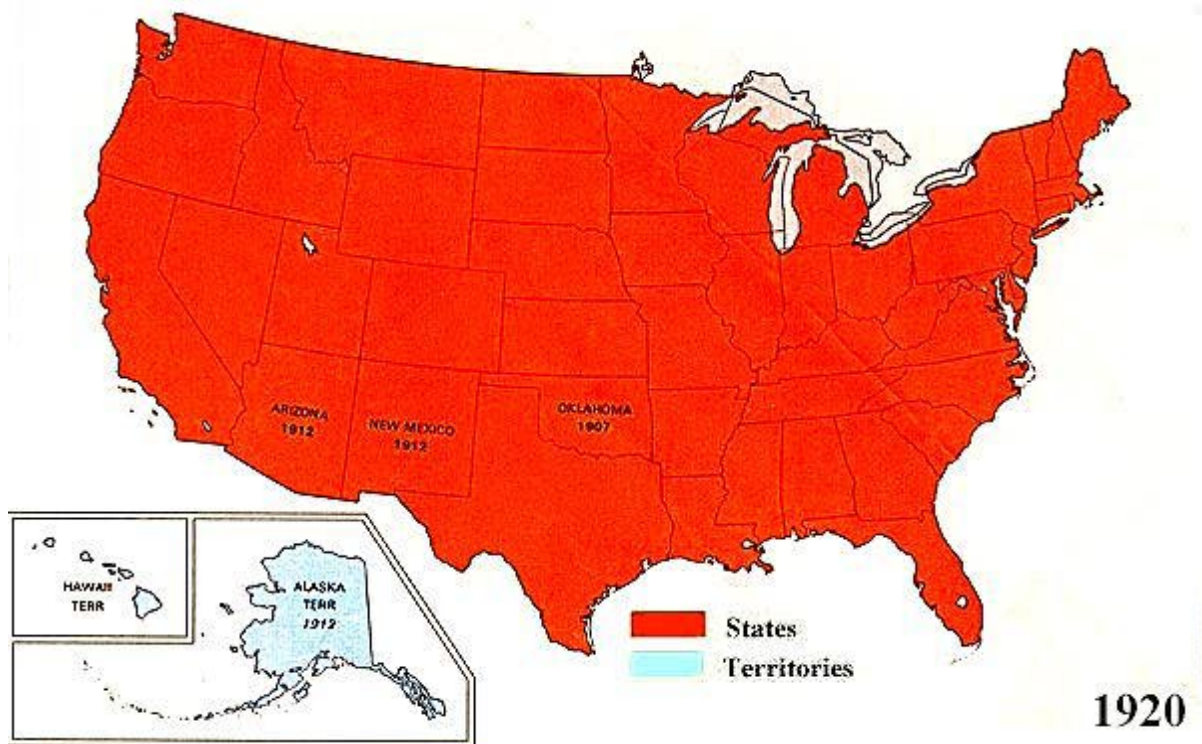 ARIZONA
1912
NEW MEXICO
1912
OKLAHOMA
1907
HAWAII
TERR
ALASKA
TERR
1912
States
Territories
1920